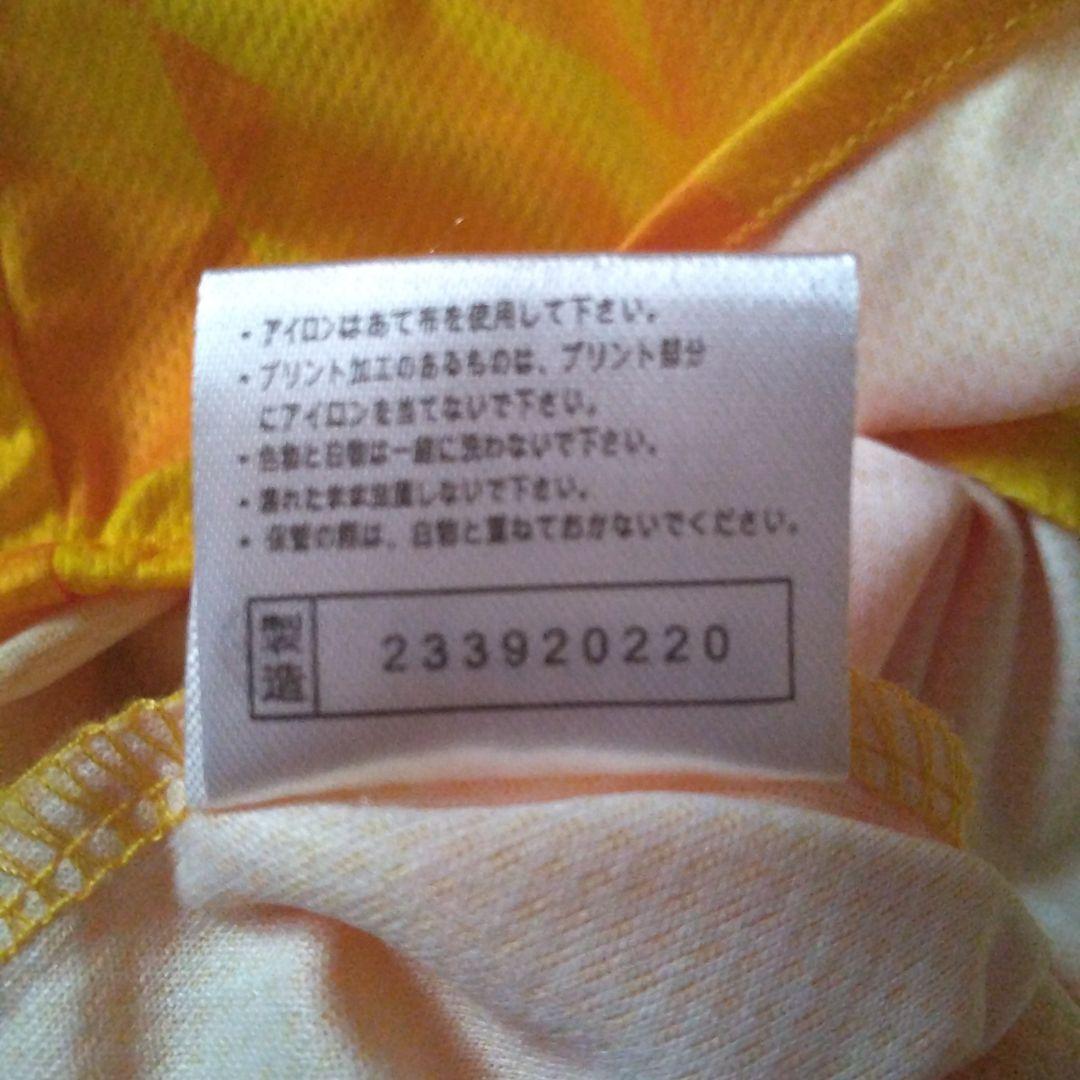 ・アイロンはあて布を使用して下さい。
・プリント加工のあるものは、プリント部分
にアイロンを当てないで下さい。
・色物と白物は一緒に洗わないで下さい。
・濡れたまま放置しないで下さい。
・保管の際は、白物と重ねておかないでください。
製造 233920220